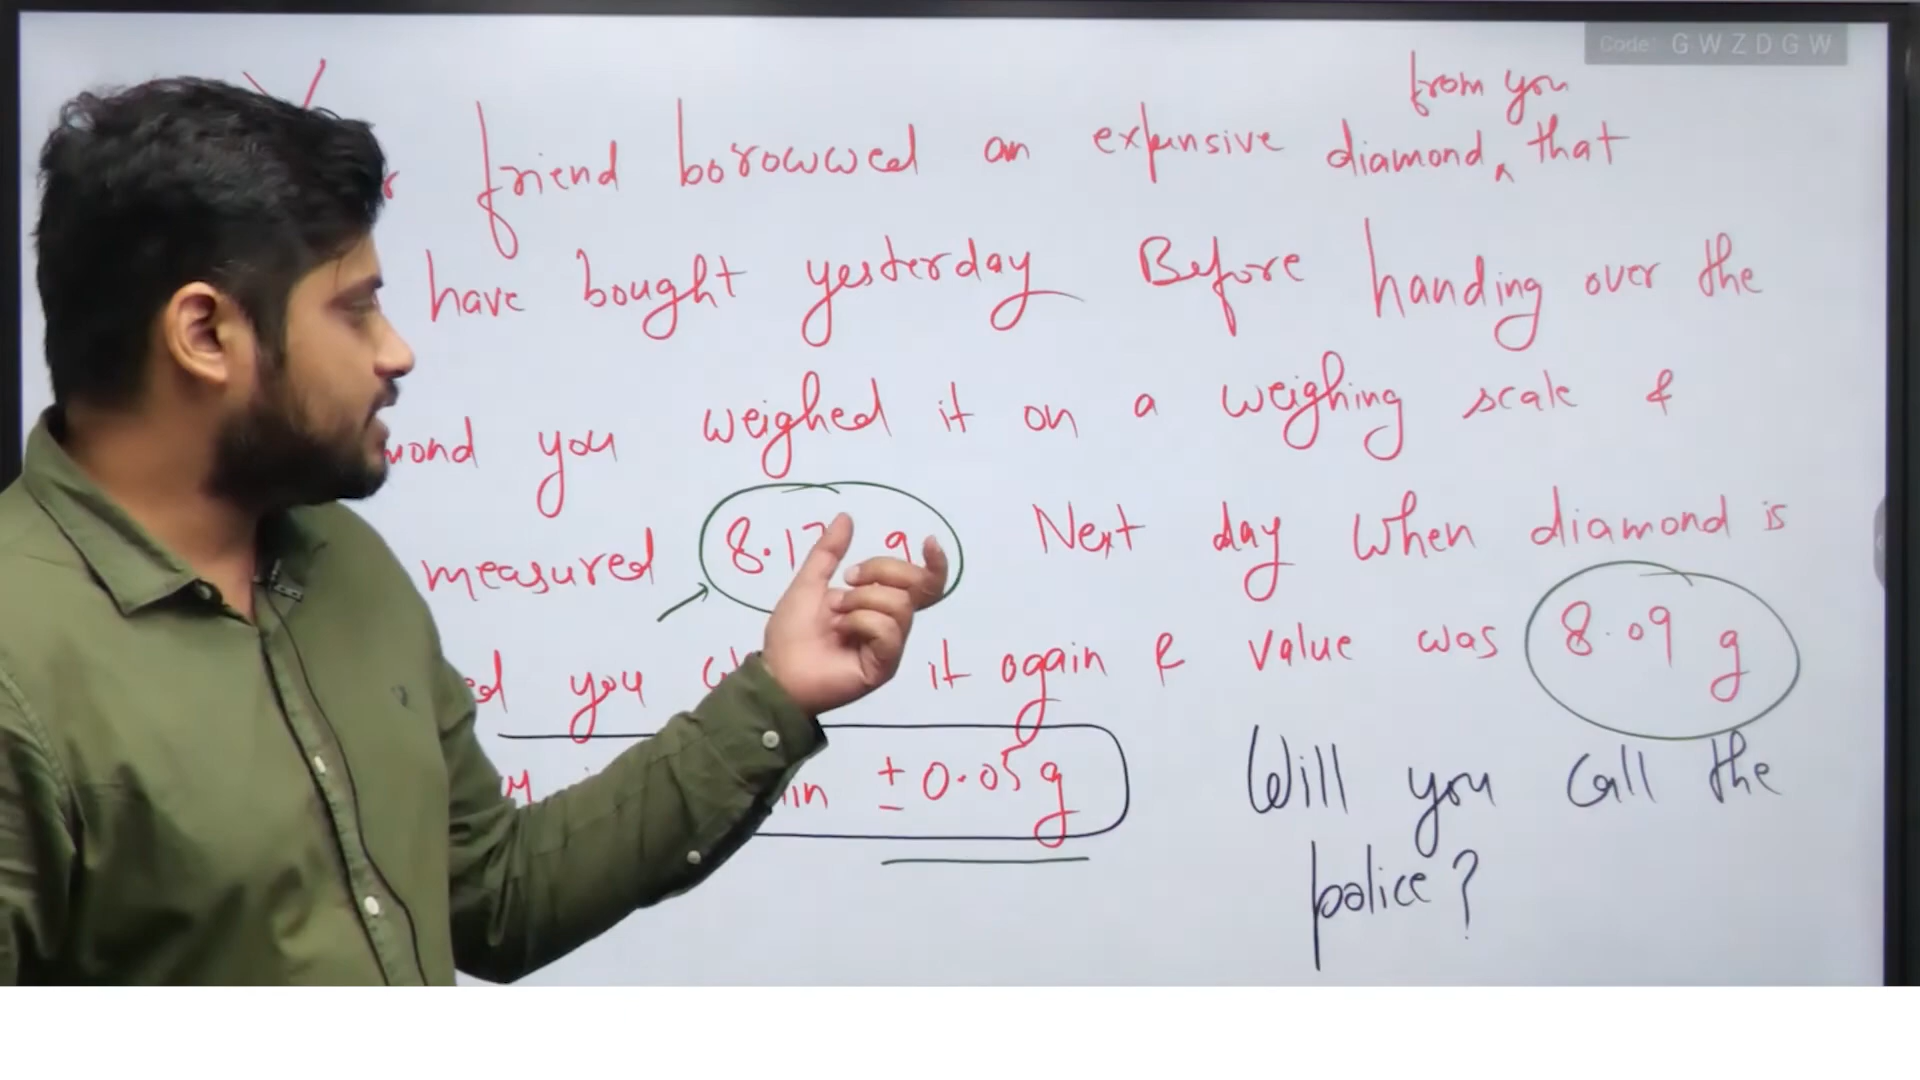 Code: GWZDGW
from you
friend borowwed an expensive diamond ^ that
have bought yesterday Before handing over the
you weighed it on a weighing scale &
measured 8.17 g Next day When diamond is
you it again & value was 8.09 g
± 0.05 g Will you call the
police?